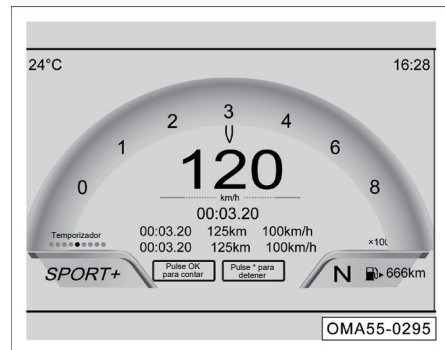 24°C 16:28
0 1 2 3 4 6 8
120
km/h
00:03.20
Temporizador
00:03.20 125km 100km/h
00:03.20 125km 100km/h
SPORT+
Pulse OK
para contar
Pulse * para
detener
N 666km
OMA55-0295